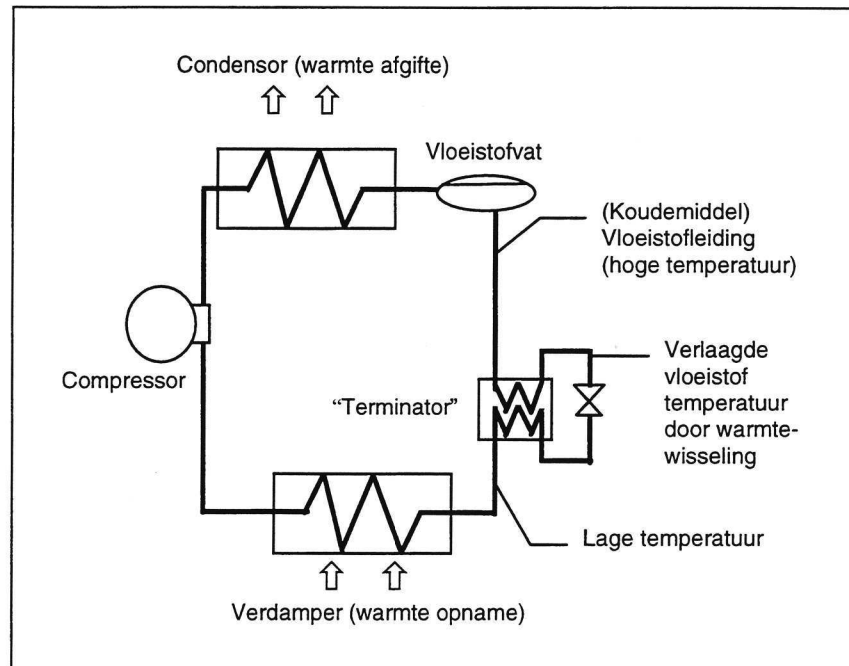 Condensor (warmte afgifte)
Vloeistofvat
(Koudemiddel)
Vloeistofleiding
(hoge temperatuur)
Compressor
“Terminator”
Verlaagde
vloeistof
temperatuur
door warmte-
wisseling
Lage temperatuur
Verdamper (warmte opname)